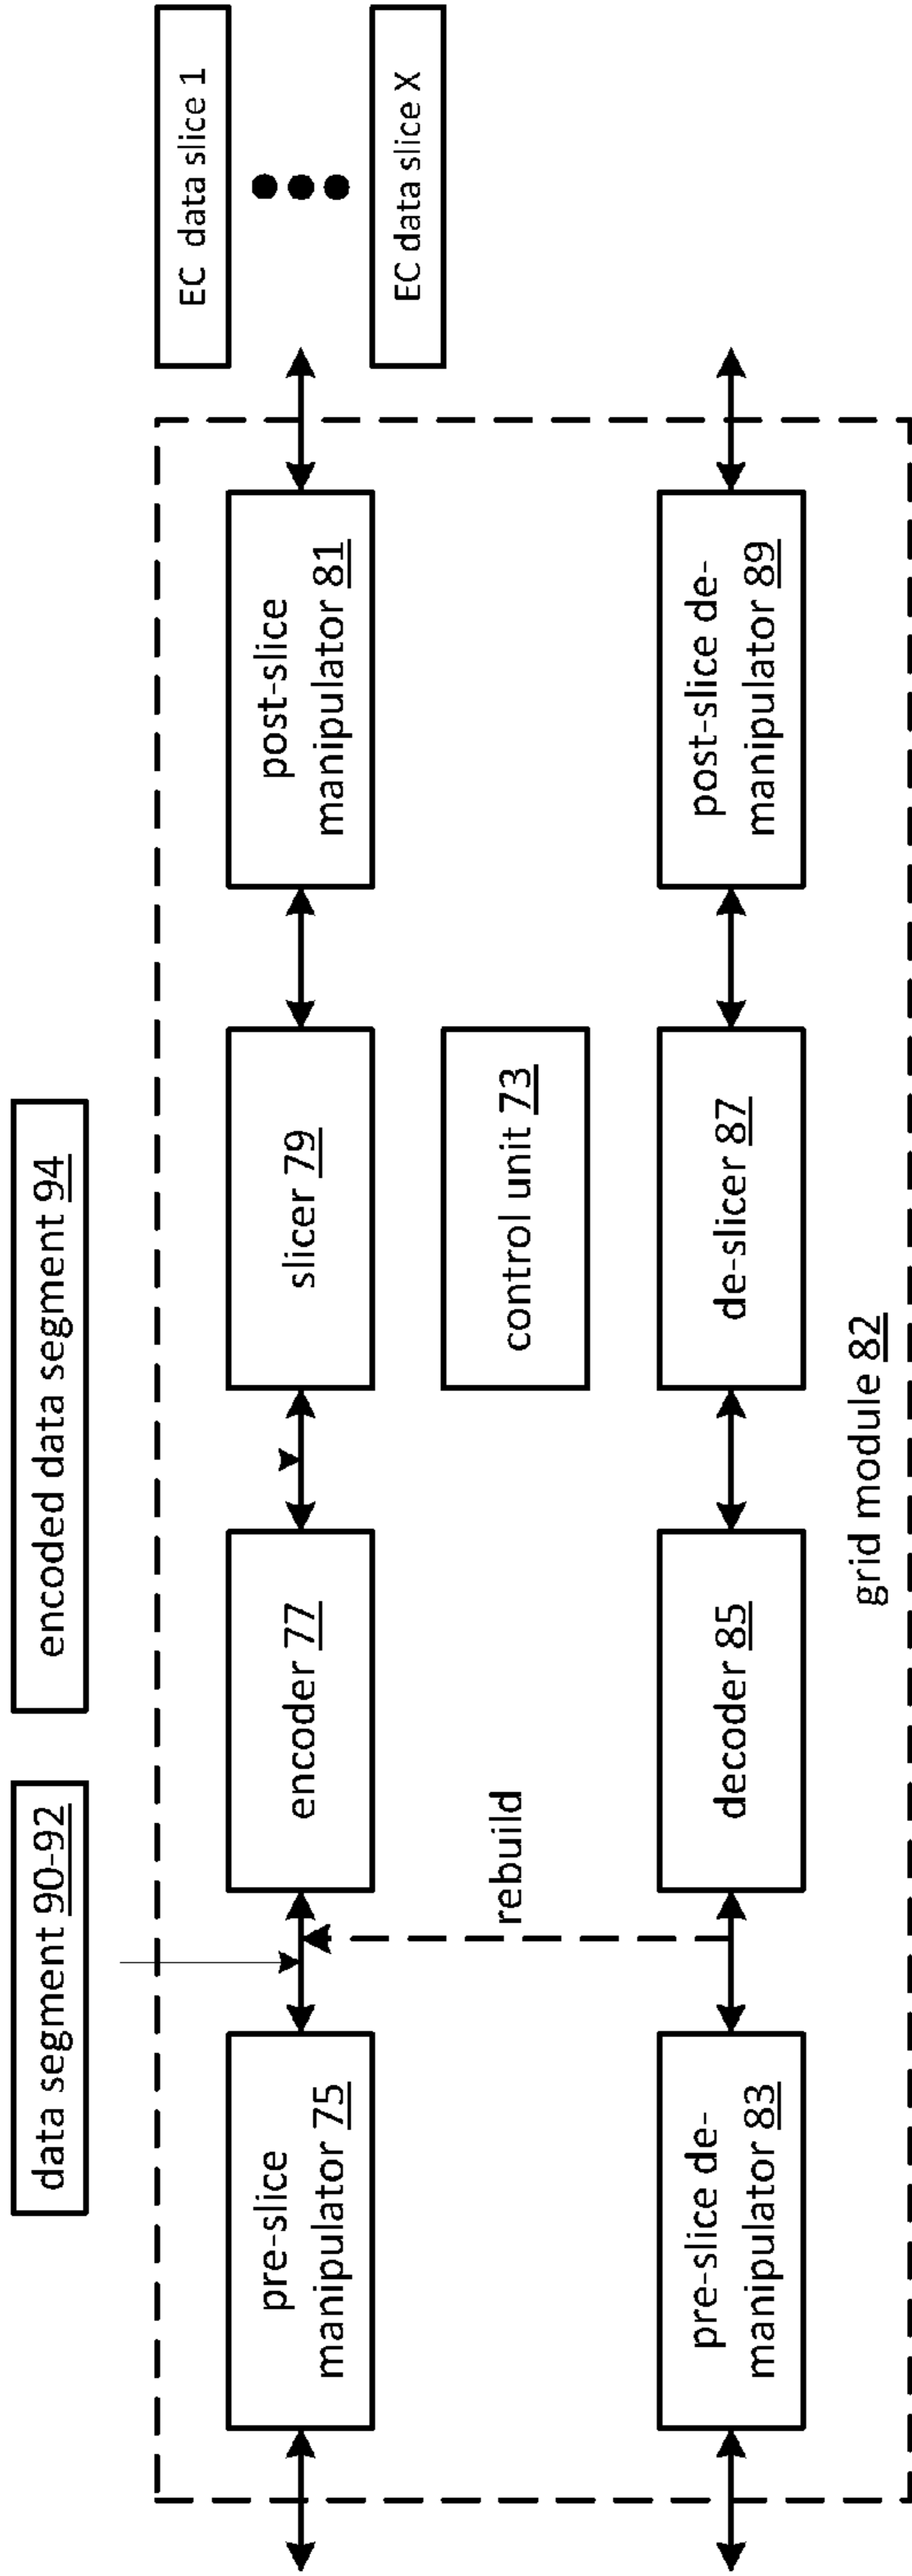 data segment 90-92
encoded data segment 94
EC data slice 1
EC data slice X
pre-slice
manipulator 75
encoder 77
slicer 79
post-slice
manipulator 81
rebuild
control unit 73
pre-slice de-
manipulator 83
decoder 85
de-slicer 87
post-slice de-
manipulator 89
grid module 82